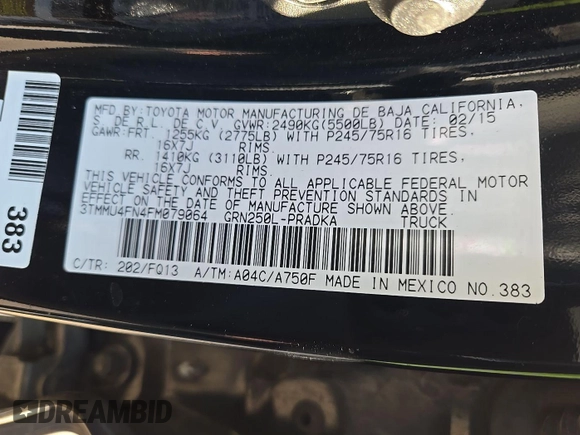 MFD.BY:TOYOTA MOTOR MANUFACTURING DE BAJA CALIFORNIA,
S. DE R.L. DE C.V. GVWR:2490KG(5500LB) DATE: 02/15
GAWR:FRT. 1255KG (2775LB) WITH P245/75R16 TIRES,
16X7J RIMS.
RR. 1410KG (3110LB) WITH P245/75R16 TIRES,
16X7J RIMS.
THIS VEHICLE CONFORMS TO ALL APPLICABLE FEDERAL MOTOR
VEHICLE SAFETY AND THEFT PREVENTION STANDARDS IN
EFFECT ON THE DATE OF MANUFACTURE SHOWN ABOVE.
3TMMU4FN4FM079064 GRN250L-PRADKA TRUCK
C/TR: 202/FQ13 A/TM:A04C/A750F MADE IN MEXICO NO.383
383
DREAMBID